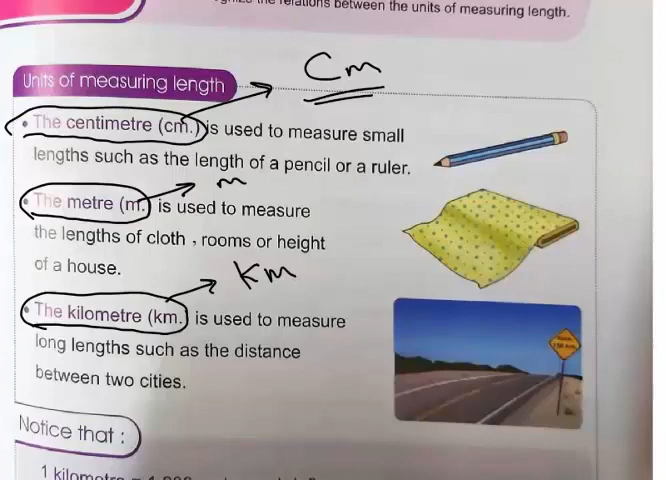 the relations between the units of measuring length.
Units of measuring length
Cm
• The centimetre (cm.) is used to measure small
lengths such as the length of a pencil or a ruler.
m
• The metre (m.) is used to measure
the lengths of cloth , rooms or height
of a house.
Km
• The kilometre (km.) is used to measure
long lengths such as the distance
between two cities.
Notice that :
1 kilometre